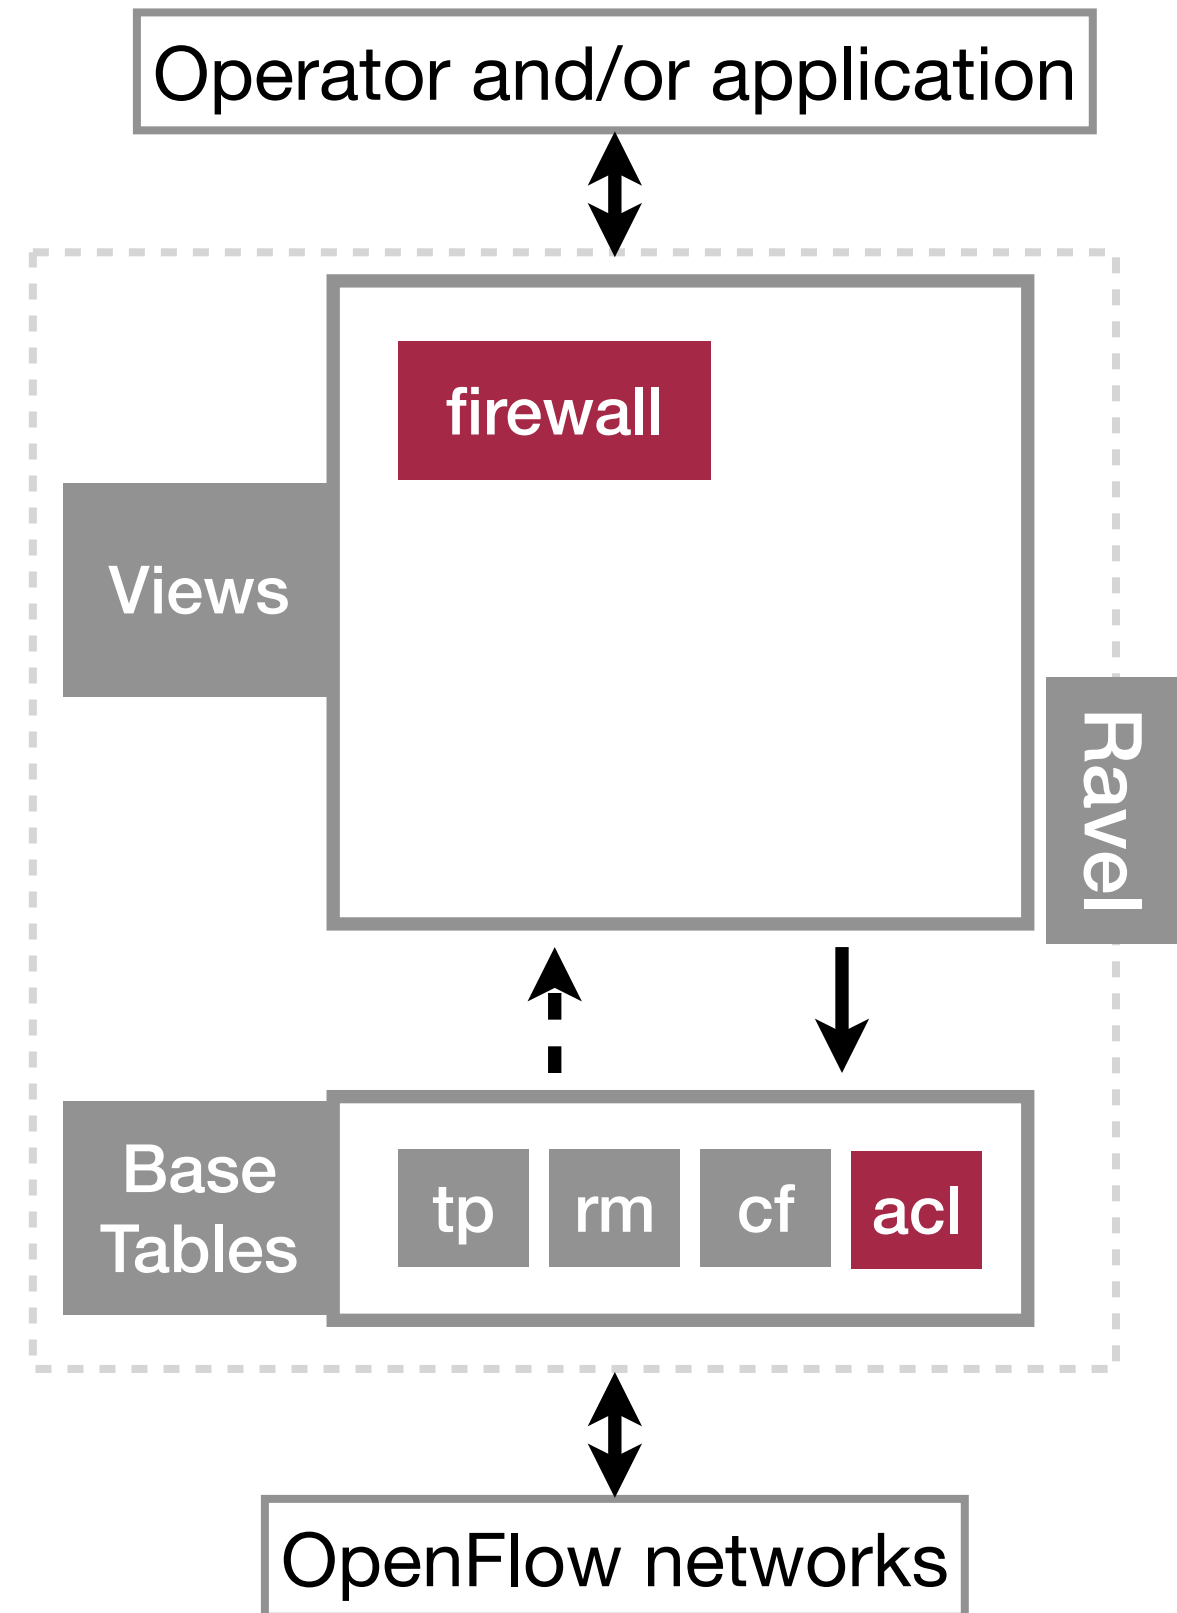 Operator and/or application
firewall
Views
Ravel
Base
Tables
tp rm cf acl
OpenFlow networks